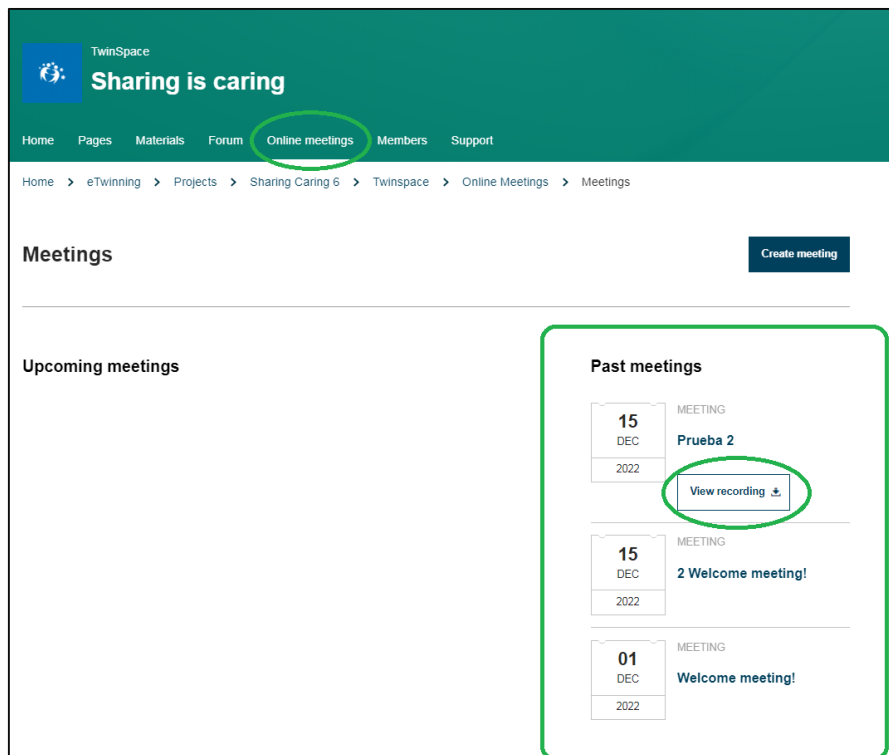 TwinSpace
Sharing is caring
Home Pages Materials Forum Online meetings Members Support
Home > eTwinning > Projects > Sharing Caring 6 > Twinspace > Online Meetings > Meetings
Meetings
Create meeting
Upcoming meetings
Past meetings
15
DEC
2022
MEETING
Prueba 2
View recording
15
DEC
2022
MEETING
2 Welcome meeting!
01
DEC
2022
MEETING
Welcome meeting!